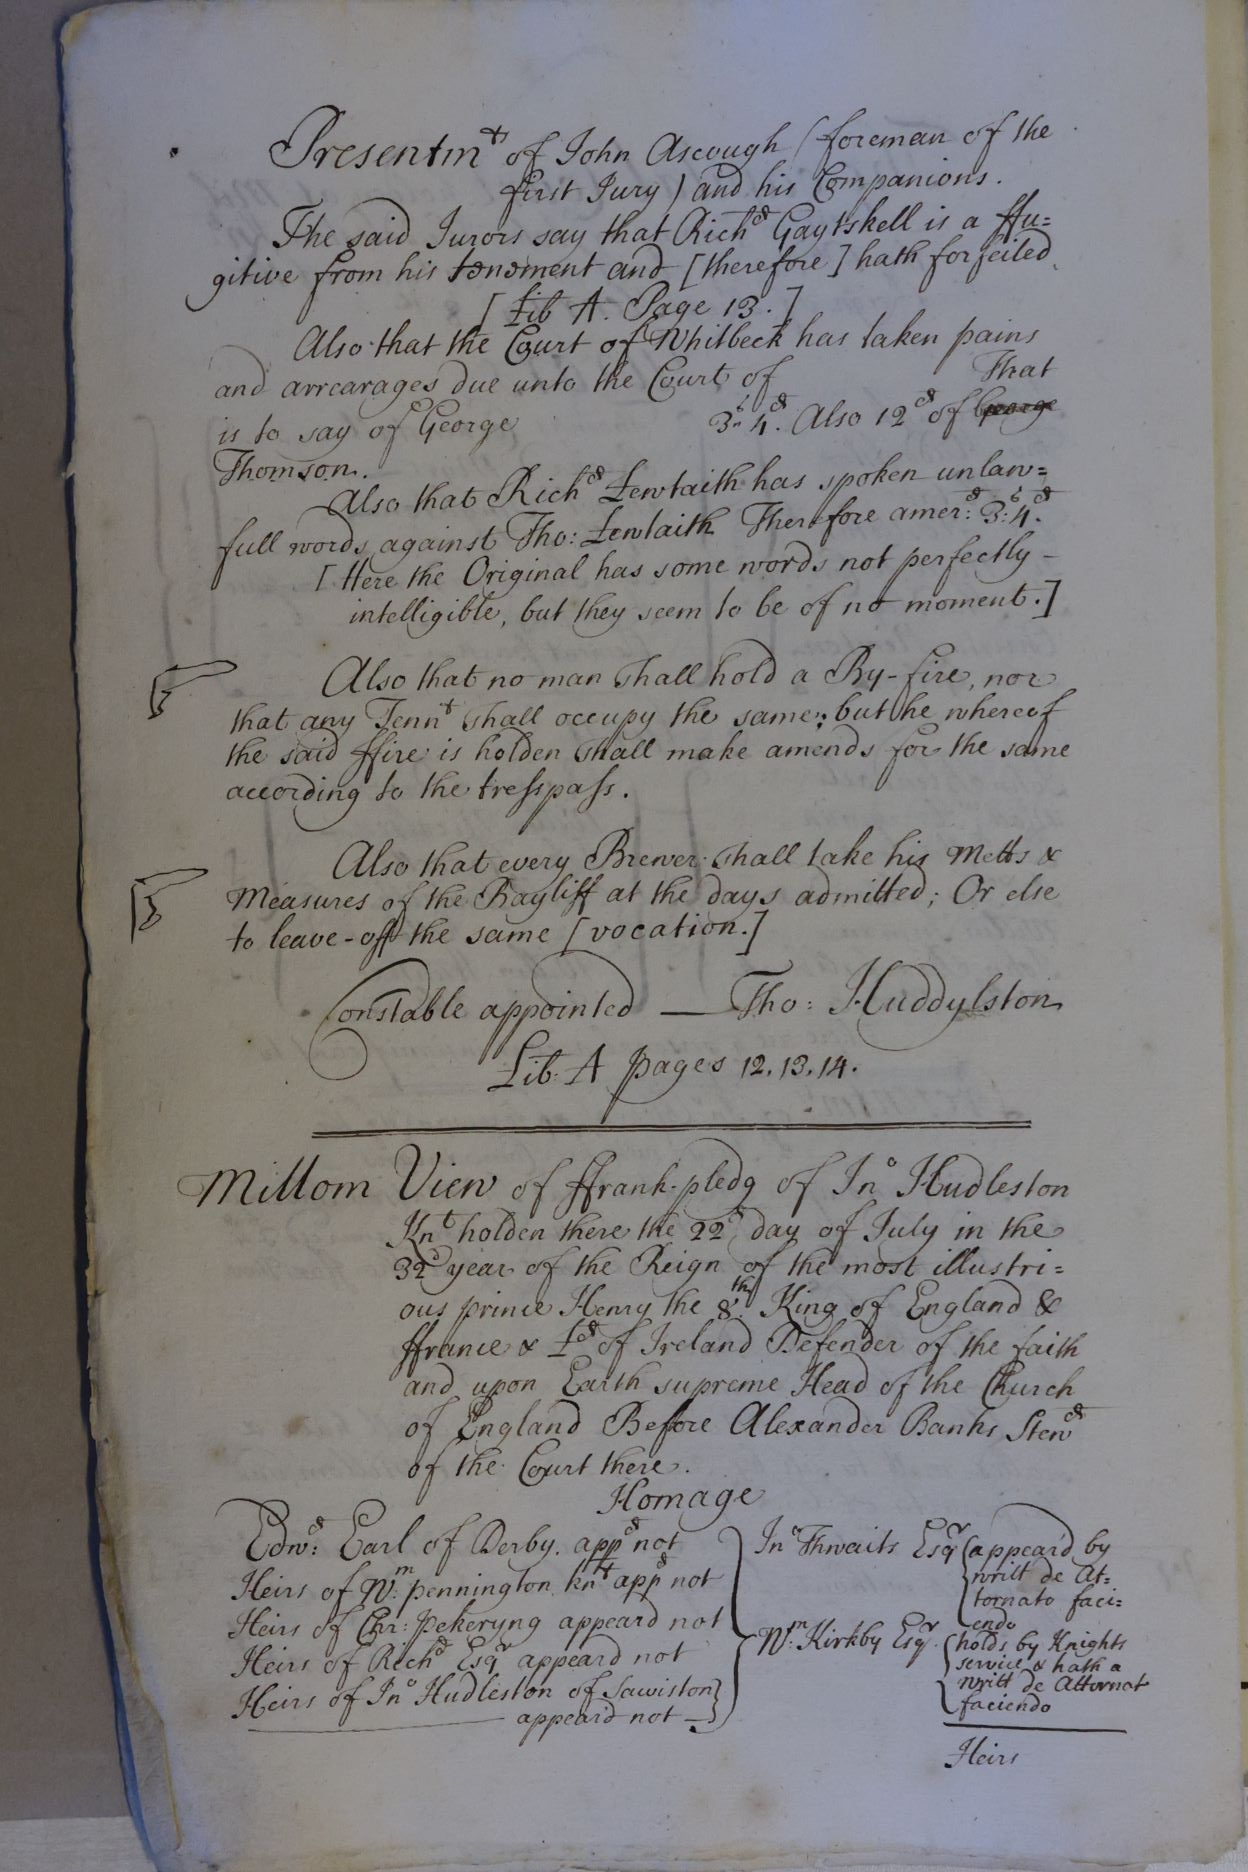 Presentmt of John Ascough (foreman of the
first Jury) and his Companions.
The said Jurors say that Richd Gaytskell is a ffu=
gitive from his tenement and [therefore] hath forfeited
[Lib A. Page 13.]
Also that the Court of Whitbeck has taken pains
and arrearages due unto the Court of That
is to say of George 3s 4d. Also 12d of George
Thomson.
Also that Richd Lewtaith has spoken unlaw=
full words against Tho: Lewtaith Therefore amerd: 3s:4d.
[Here the Original has some words not perfectly -
intelligible, but they seem to be of no moment.]
Also that no man shall hold a By-fire, nor
that any Tennt shall occupy the same; but he whereof
the said ffire is holden shall make amends for the same
according to the tresspass.
Also that every Brewer shall take his Metts &
Measures of the Bayliff at the days admitted; Or else
to leave-off the same [vocation.]
Constable appointed — Tho: Huddylston
Lib: A pages 12, 13, 14.
Millom View of ffrank-pledg of Jno Hudleston
Knt holden there the 22d day of July in the
32d year of the Reign of the most illustri=
ous prince Henry the 8th. King of England &
ffrance & Ld of Ireland Defender of the faith
and upon Earth supreme Head of the Church
of England Before Alexander Banks Stewd
of the Court there.
Homage
Edwd: Earl of Derby. appd not
Heirs of Wm: pennington knt appd not
Heirs of Chr: pekeryng appeard not
Heirs of Richd Esqr appeard not
Heirs of Jno Hudleston of Sawiston
appeard not
Jno Thwaits Esqr appeard by
writt de At=
tornato faci=
endo
Wm: Kirkby Esqr. holds by Knights
service & hath a
writt de Attornat
faciendo
Heirs